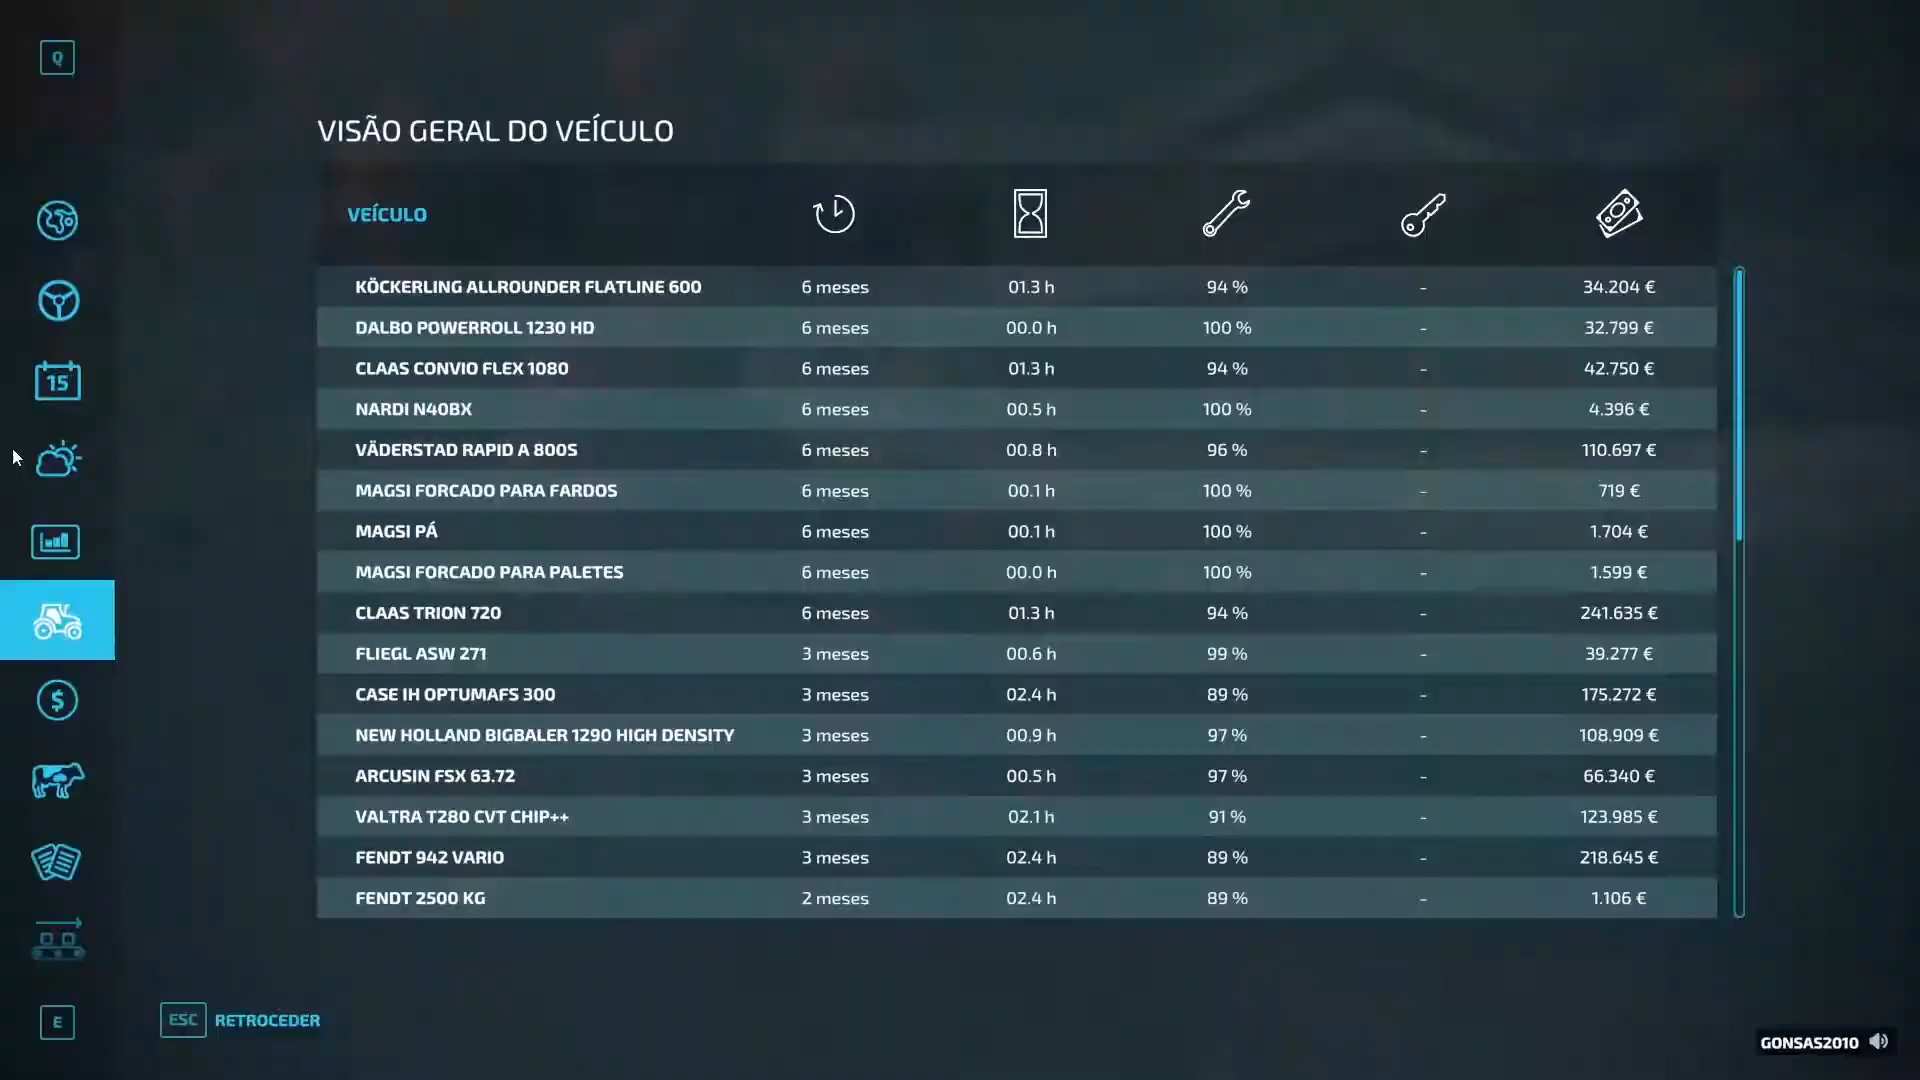 Q
VISÃO GERAL DO VEÍCULO
VEÍCULO
KÖCKERLING ALLROUNDER FLATLINE 600 6 meses 01.3 h 94 % - 34.204 €
DALBO POWERROLL 1230 HD 6 meses 00.0 h 100 % - 32.799 €
15
CLAAS CONVIO FLEX 1080 6 meses 01.3 h 94 % - 42.750 €
NARDI N40BX 6 meses 00.5 h 100 % - 4.396 €
VÄDERSTAD RAPID A 800S 6 meses 00.8 h 96 % - 110.697 €
MAGSI FORCADO PARA FARDOS 6 meses 00.1 h 100 % - 719 €
MAGSI PÁ 6 meses 00.1 h 100 % - 1.704 €
MAGSI FORCADO PARA PALETES 6 meses 00.0 h 100 % - 1.599 €
CLAAS TRION 720 6 meses 01.3 h 94 % - 241.635 €
FLIEGL ASW 271 3 meses 00.6 h 99 % - 39.277 €
CASE IH OPTUMAFS 300 3 meses 02.4 h 89 % - 175.272 €
NEW HOLLAND BIGBALER 1290 HIGH DENSITY 3 meses 00.9 h 97 % - 108.909 €
ARCUSIN FSX 63.72 3 meses 00.5 h 97 % - 66.340 €
VALTRA T280 CVT CHIP++ 3 meses 02.1 h 91 % - 123.985 €
FENDT 942 VARIO 3 meses 02.4 h 89 % - 218.645 €
FENDT 2500 KG 2 meses 02.4 h 89 % - 1.106 €
E
ESC RETROCEDER
GONSAS2010